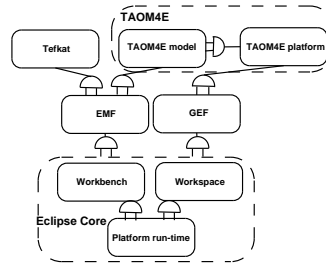 TAOM4E
Tefkat
TAOM4E model
TAOM4E platform
EMF
GEF
Workbench
Workspace
Eclipse Core
Platform run-time